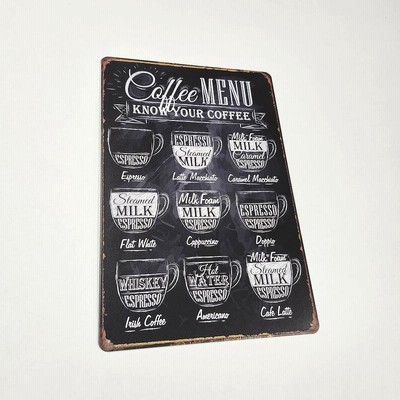 Coffee MENU
KNOW YOUR COFFEE
ESPRESSO
Espresso
ESPRESSO
Steamed
MILK
Latte Macchiato
Milk Foam
MILK
Caramel
ESPRESSO
Caramel Macchiato
Steamed
MILK
ESPRESSO
Flat White
Milk Foam
MILK
ESPRESSO
Cappuccino
ESPRESSO
ESPRESSO
Doppio
WHISKEY
ESPRESSO
Irish Coffee
Hot
WATER
ESPRESSO
Americano
Milk Foam
Steamed
MILK
ESPRESSO
Cafe Latte